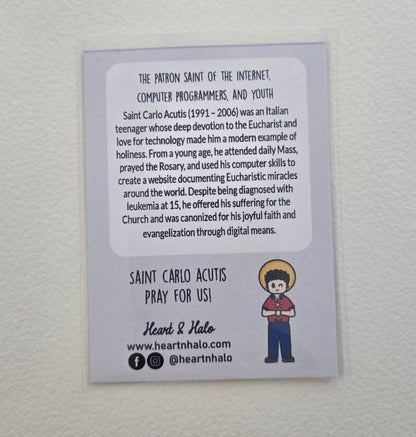 THE PATRON SAINT OF THE INTERNET,
COMPUTER PROGRAMMERS, AND YOUTH
Saint Carlo Acutis (1991 – 2006) was an Italian
teenager whose deep devotion to the Eucharist and
love for technology made him a modern example of
holiness. From a young age, he attended daily Mass,
prayed the Rosary, and used his computer skills to
create a website documenting Eucharistic miracles
around the world. Despite being diagnosed with
leukemia at 15, he offered his suffering for the
Church and was canonized for his joyful faith and
evangelization through digital means.
SAINT CARLO ACUTIS
PRAY FOR US!
Heart & Halo
www.heartnhalo.com
@heartnhalo